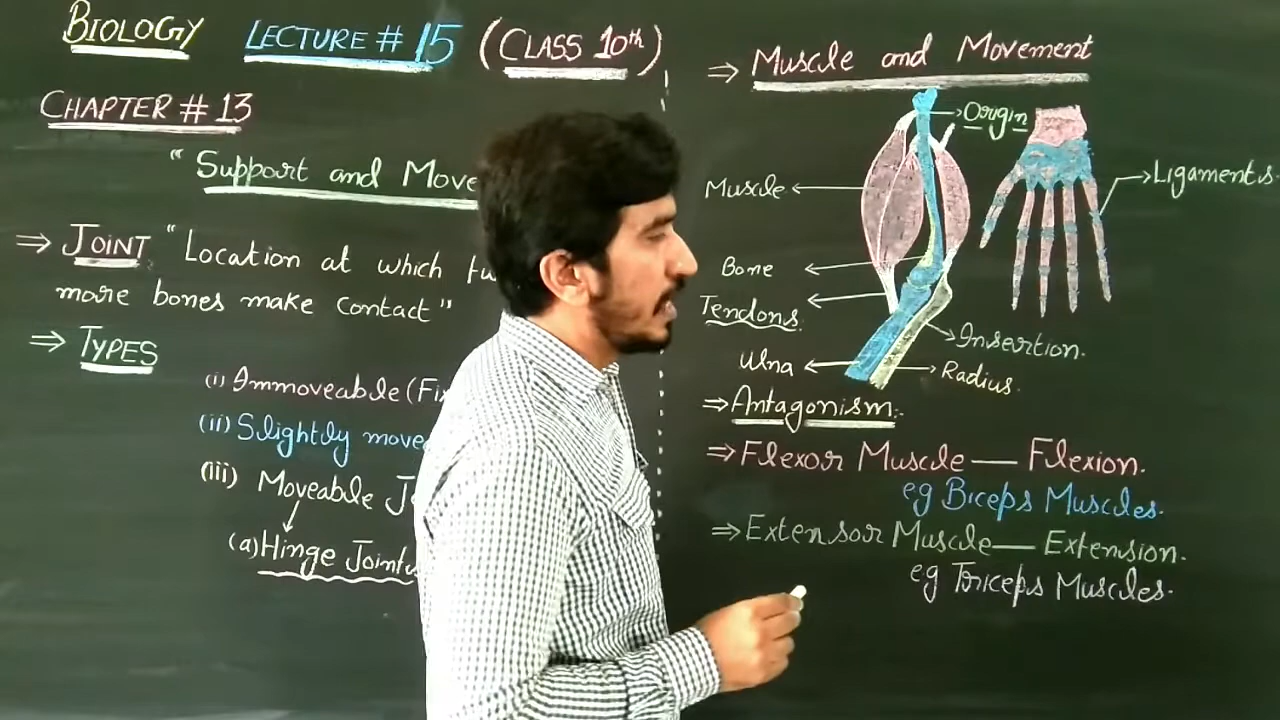 BIOLOGY LECTURE # 15 (CLASS 10th)
CHAPTER # 13
"Support and Move
⇒ JOINT "Location at which
more bones make contact"
⇒ TYPES
(i) Immoveable (Fix
(ii) Slightly move
(iii) Moveable J
(a) Hinge Joint
⇒ Muscle and Movement
Origin
Ligaments
Muscle
Bone
Tendons
Insertion.
Ulna
Radius.
⇒ Antagonism:-
⇒ Flexor Muscle — Flexion.
eg Biceps Muscles.
⇒ Extensor Muscle — Extension.
eg Triceps Muscles.